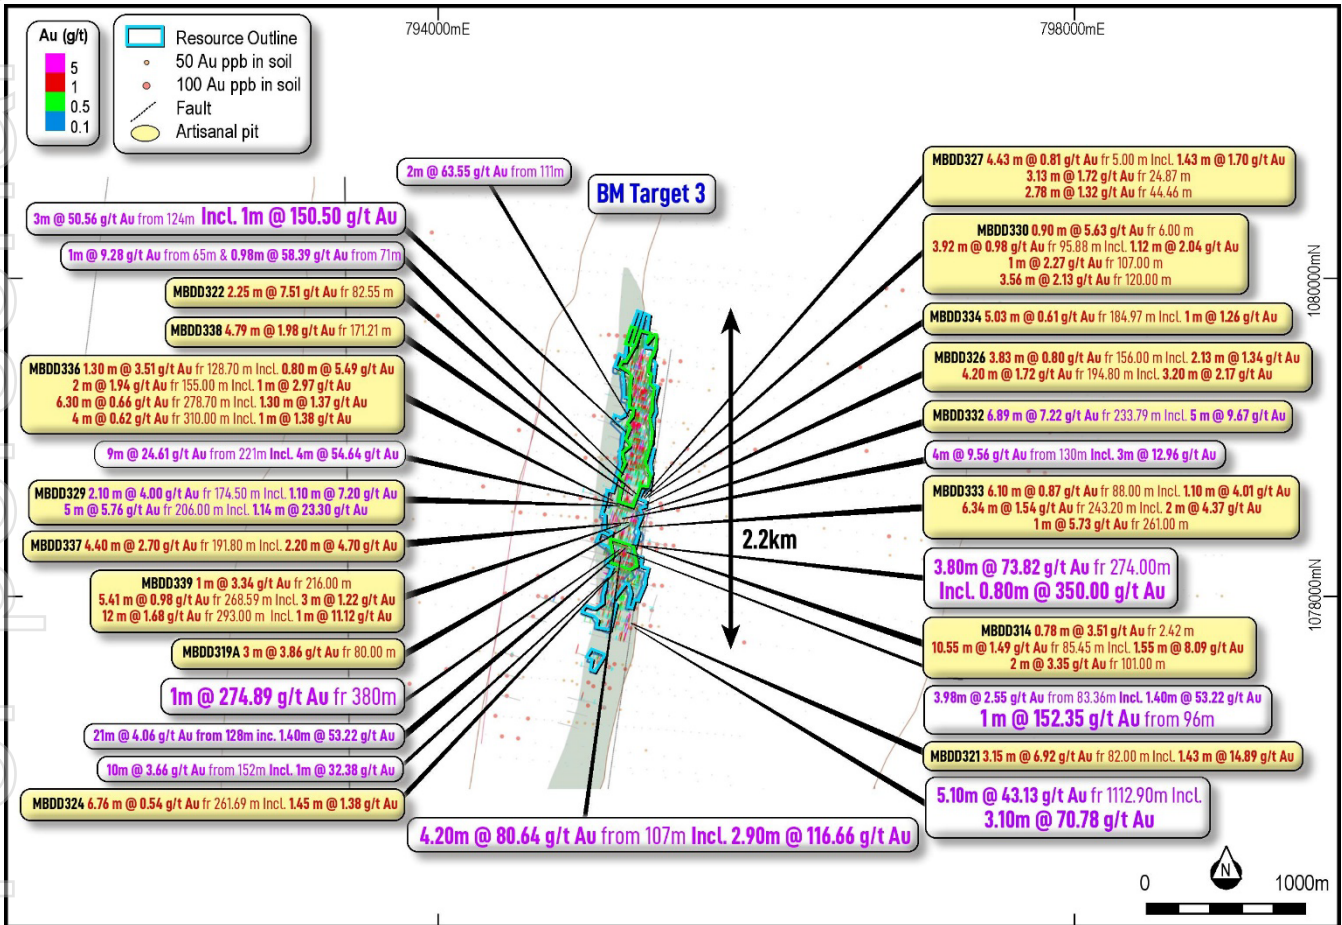 794000mE
798000mE
Au (g/t)
5
1
0.5
0.1
Resource Outline
50 Au ppb in soil
100 Au ppb in soil
Fault
Artisanal pit
2m @ 63.55 g/t Au from 111m
BM Target 3
3m @ 50.56 g/t Au from 124m Incl. 1m @ 150.50 g/t Au
1m @ 9.28 g/t Au from 65m & 0.98m @ 58.39 g/t Au from 71m
MBDD322 2.25 m @ 7.51 g/t Au fr 82.55 m
MBDD338 4.79 m @ 1.98 g/t Au fr 171.21 m
MBDD336 1.30 m @ 3.51 g/t Au fr 128.70 m Incl. 0.80 m @ 5.49 g/t Au
2 m @ 1.94 g/t Au fr 155.00 m Incl. 1 m @ 2.97 g/t Au
6.30 m @ 0.66 g/t Au fr 278.70 m Incl. 1.30 m @ 1.37 g/t Au
4 m @ 0.62 g/t Au fr 310.00 m Incl. 1 m @ 1.38 g/t Au
9m @ 24.61 g/t Au from 221m Incl. 4m @ 54.64 g/t Au
MBDD329 2.10 m @ 4.00 g/t Au fr 174.50 m Incl. 1.10 m @ 7.20 g/t Au
5 m @ 5.76 g/t Au fr 206.00 m Incl. 1.14 m @ 23.30 g/t Au
MBDD337 4.40 m @ 2.70 g/t Au fr 191.80 m Incl. 2.20 m @ 4.70 g/t Au
MBDD339 1 m @ 3.34 g/t Au fr 216.00 m
5.41 m @ 0.98 g/t Au fr 268.59 m Incl. 3 m @ 1.22 g/t Au
12 m @ 1.68 g/t Au fr 293.00 m Incl. 1 m @ 11.12 g/t Au
MBDD319A 3 m @ 3.86 g/t Au fr 80.00 m
1m @ 274.89 g/t Au fr 380m
21m @ 4.06 g/t Au from 128m inc. 1.40m @ 53.22 g/t Au
10m @ 3.66 g/t Au from 152m Incl. 1m @ 32.38 g/t Au
MBDD324 6.76 m @ 0.54 g/t Au fr 261.69 m Incl. 1.45 m @ 1.38 g/t Au
4.20m @ 80.64 g/t Au from 107m Incl. 2.90m @ 116.66 g/t Au
2.2km
MBDD327 4.43 m @ 0.81 g/t Au fr 5.00 m Incl. 1.43 m @ 1.70 g/t Au
3.13 m @ 1.72 g/t Au fr 24.87 m
2.78 m @ 1.32 g/t Au fr 44.46 m
MBDD330 0.90 m @ 5.63 g/t Au fr 6.00 m
3.92 m @ 0.98 g/t Au fr 95.88 m Incl. 1.12 m @ 2.04 g/t Au
1 m @ 2.27 g/t Au fr 107.00 m
3.56 m @ 2.13 g/t Au fr 120.00 m
MBDD334 5.03 m @ 0.61 g/t Au fr 184.97 m Incl. 1 m @ 1.26 g/t Au
MBDD326 3.83 m @ 0.80 g/t Au fr 156.00 m Incl. 2.13 m @ 1.34 g/t Au
4.20 m @ 1.72 g/t Au fr 194.80 m Incl. 3.20 m @ 2.17 g/t Au
MBDD332 6.89 m @ 7.22 g/t Au fr 233.79 m Incl. 5 m @ 9.67 g/t Au
4m @ 9.56 g/t Au from 130m Incl. 3m @ 12.96 g/t Au
MBDD333 6.10 m @ 0.87 g/t Au fr 88.00 m Incl. 1.10 m @ 4.01 g/t Au
6.34 m @ 1.54 g/t Au fr 243.20 m Incl. 2 m @ 4.37 g/t Au
1 m @ 5.73 g/t Au fr 261.00 m
3.80m @ 73.82 g/t Au fr 274.00m
Incl. 0.80m @ 350.00 g/t Au
MBDD314 0.78 m @ 3.51 g/t Au fr 2.42 m
10.55 m @ 1.49 g/t Au fr 85.45 m Incl. 1.55 m @ 8.09 g/t Au
2 m @ 3.35 g/t Au fr 101.00 m
3.98m @ 2.55 g/t Au from 83.36m Incl. 1.40m @ 53.22 g/t Au
1 m @ 152.35 g/t Au from 96m
MBDD321 3.15 m @ 6.92 g/t Au fr 82.00 m Incl. 1.43 m @ 14.89 g/t Au
5.10m @ 43.13 g/t Au fr 1112.90m Incl.
3.10m @ 70.78 g/t Au
1080000mN
1078000mN
N
0
1000m